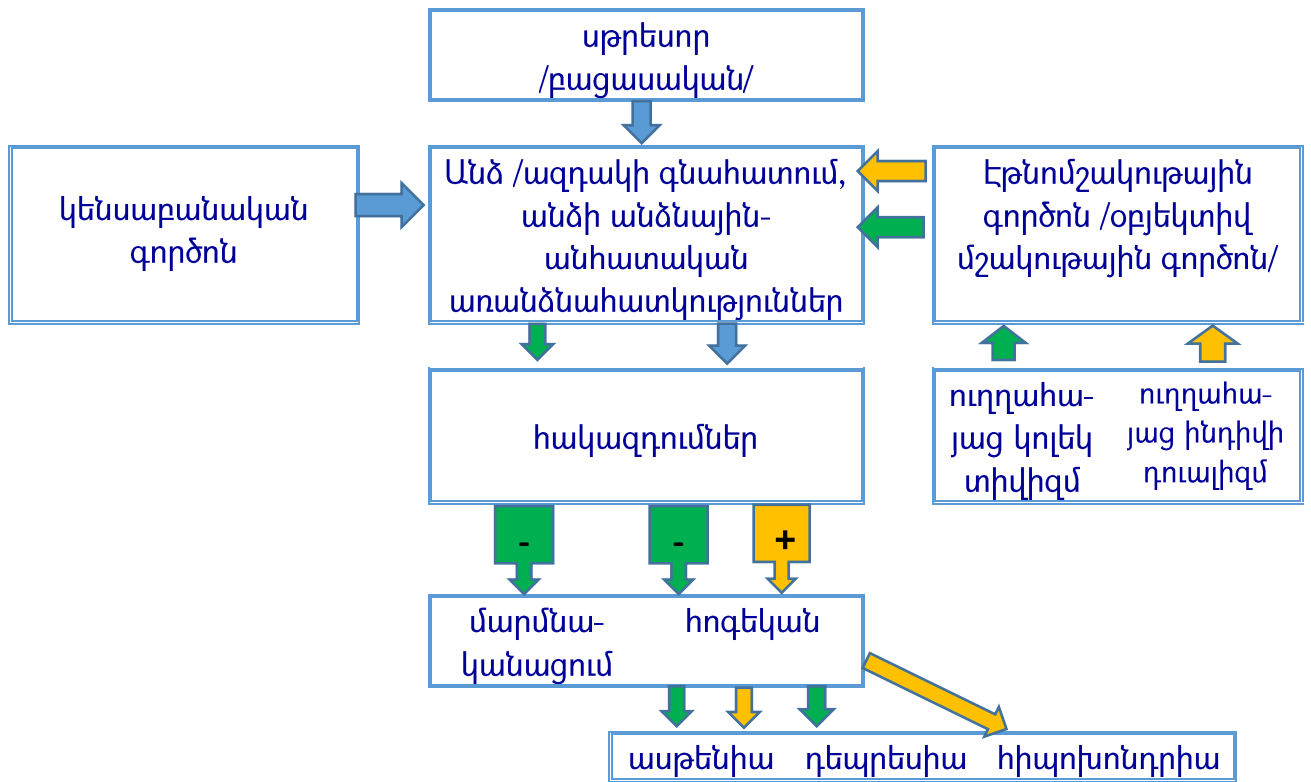 սթրեսոր
/բացասական/
կենսաբանական
գործոն
Անձ /ազդակի գնահատում,
անձի անձնային-
անհատական
առանձնահատկություններ
Էթնոմշակութային
գործոն /օբյեկտիվ
մշակութային գործոն/
հակազդումներ
ուղղահա-
յաց կոլեկ
տիվիզմ
ուղղահա-
յաց ինդիվի
դուալիզմ
- - +
մարմնա-
կանացում
հոգեկան
ասթենիա դեպրեսիա հիպոխոնդրիա